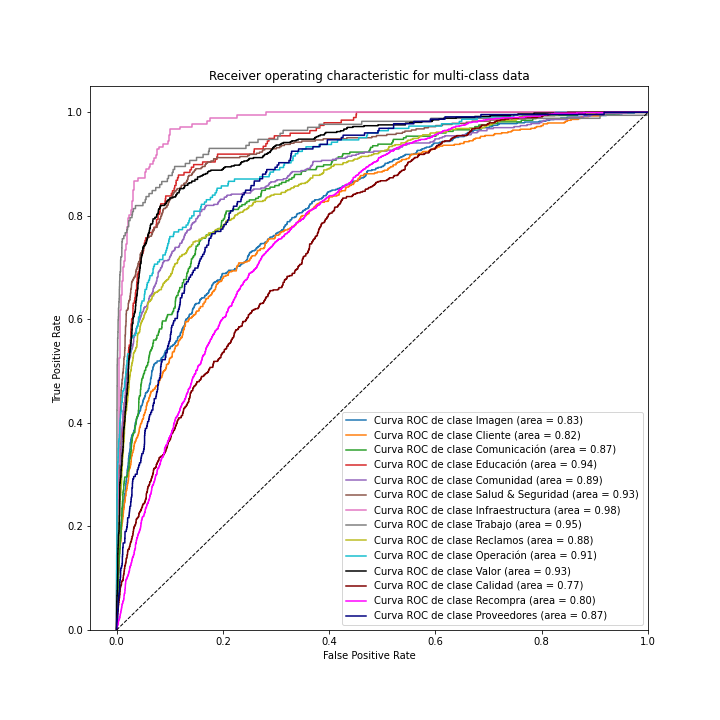 Receiver operating characteristic for multi-class data
True Positive Rate
1.0
0.8
0.6
0.4
0.2
0.0
Curva ROC de clase Imagen (area = 0.83)
Curva ROC de clase Cliente (area = 0.82)
Curva ROC de clase Comunicación (area = 0.87)
Curva ROC de clase Educación (area = 0.94)
Curva ROC de clase Comunidad (area = 0.89)
Curva ROC de clase Salud & Seguridad (area = 0.93)
Curva ROC de clase Infraestructura (area = 0.98)
Curva ROC de clase Trabajo (area = 0.95)
Curva ROC de clase Reclamos (area = 0.88)
Curva ROC de clase Operación (area = 0.91)
Curva ROC de clase Valor (area = 0.93)
Curva ROC de clase Calidad (area = 0.77)
Curva ROC de clase Recompra (area = 0.80)
Curva ROC de clase Proveedores (area = 0.87)
0.0 0.2 0.4 0.6 0.8 1.0
False Positive Rate